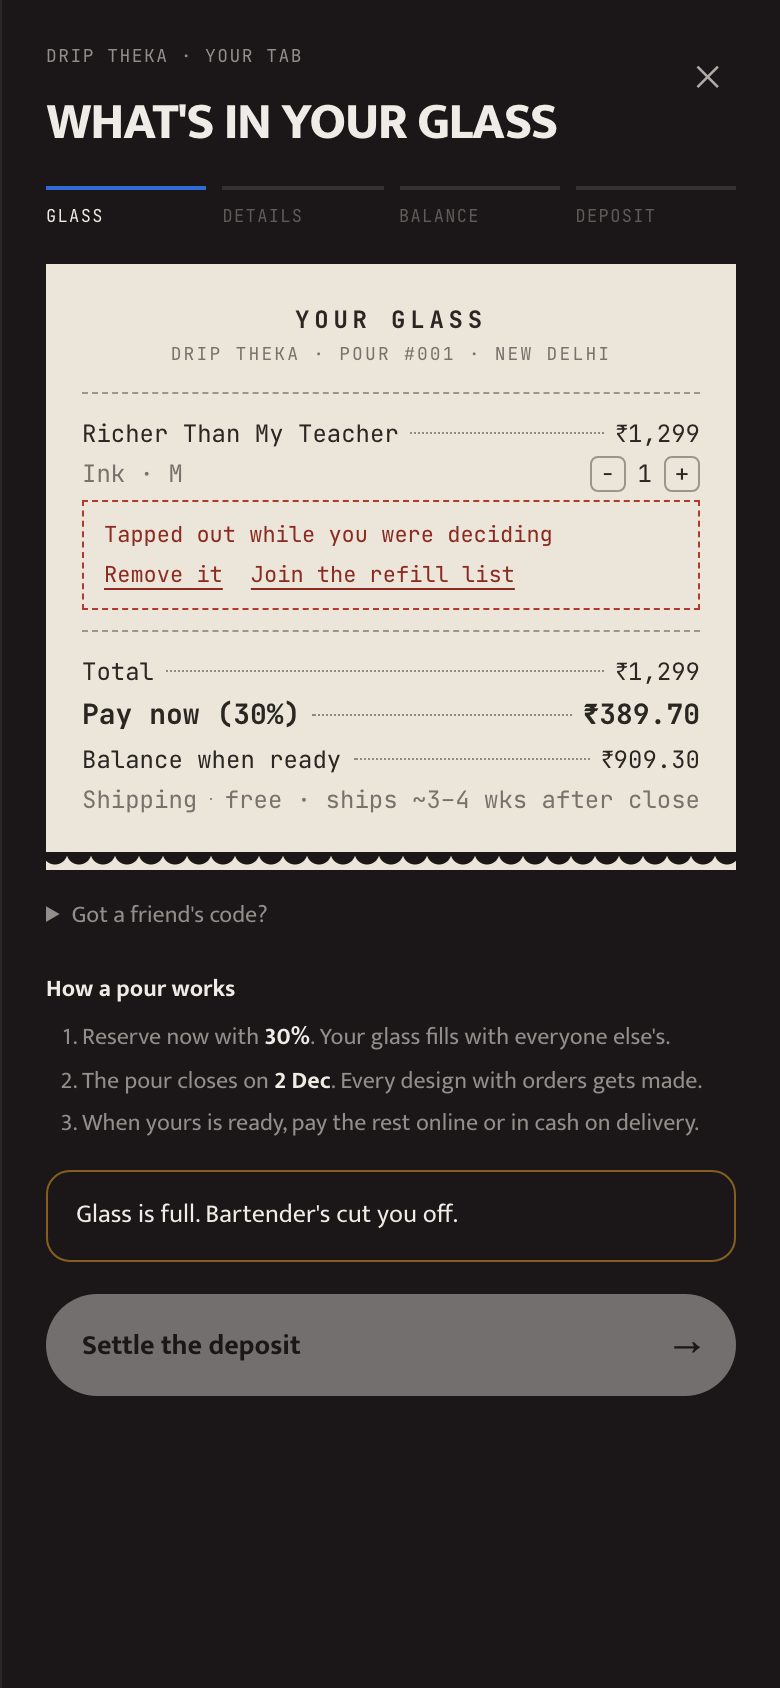 DRIP THEKA · YOUR TAB
WHAT'S IN YOUR GLASS
GLASS DETAILS BALANCE DEPOSIT
YOUR GLASS
DRIP THEKA · POUR #001 · NEW DELHI
Richer Than My Teacher ₹1,299
Ink · M - 1 +
Tapped out while you were deciding
Remove it Join the refill list
Total ₹1,299
Pay now (30%) ₹389.70
Balance when ready ₹909.30
Shipping · free · ships ~3–4 wks after close
▶ Got a friend's code?
How a pour works
1. Reserve now with 30%. Your glass fills with everyone else's.
2. The pour closes on 2 Dec. Every design with orders gets made.
3. When yours is ready, pay the rest online or in cash on delivery.
Glass is full. Bartender's cut you off.
Settle the deposit →